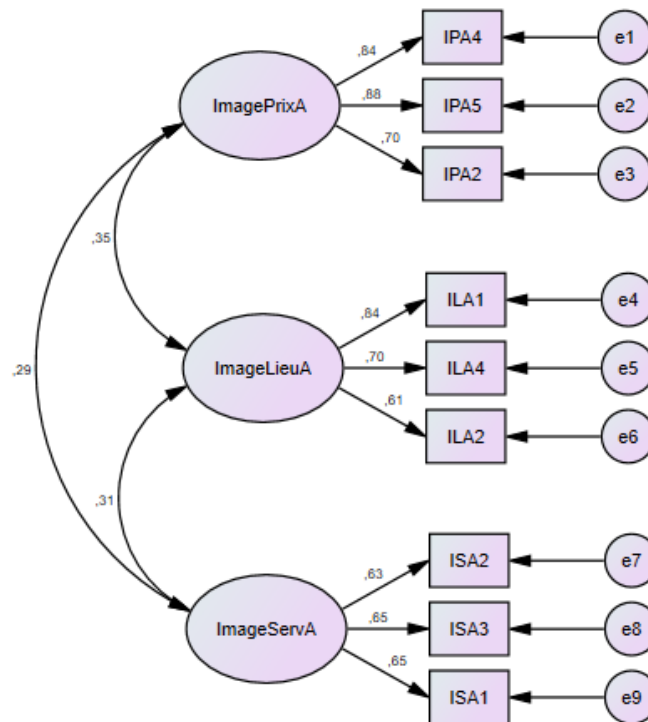 IPA4
e1
,84
ImagePrixA
,88
IPA5
e2
,70
IPA2
e3
,35
ILA1
e4
,84
ImageLieuA
,70
ILA4
e5
,61
ILA2
e6
,29
,31
ISA2
e7
,63
ImageServA
,65
ISA3
e8
,65
ISA1
e9